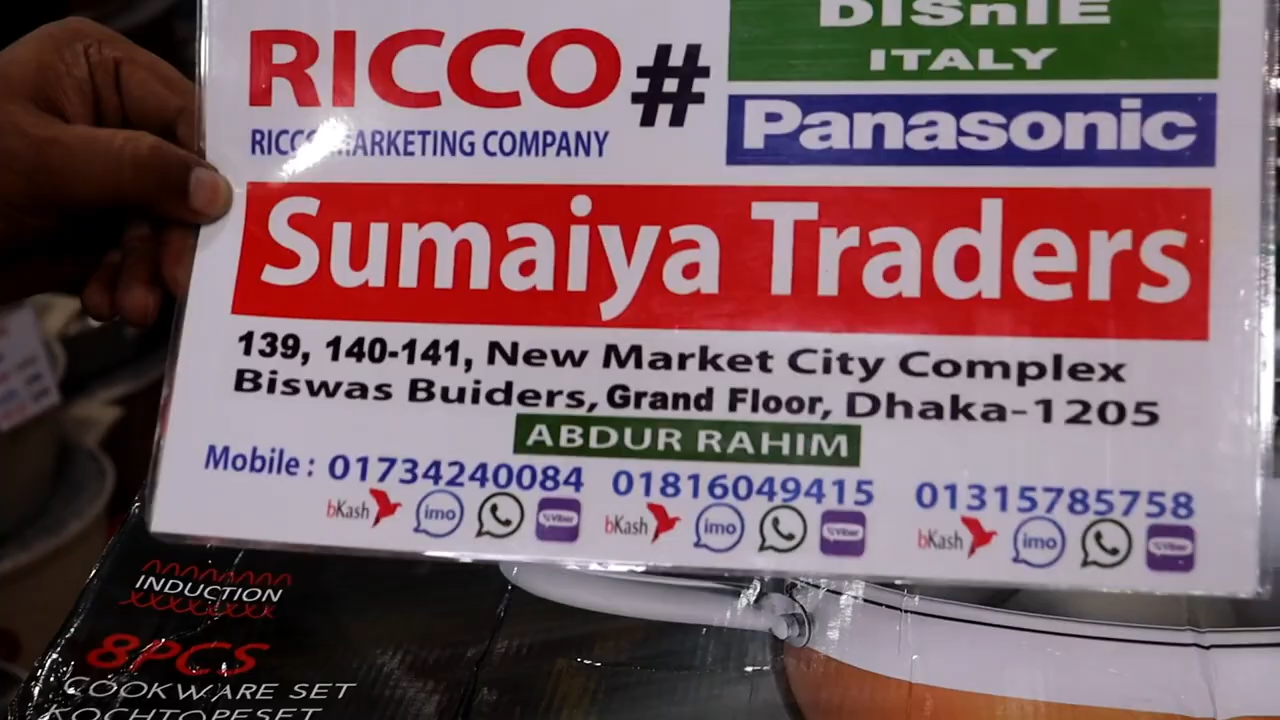 DISnIE
ITALY
RICCO #
Panasonic
RICCO MARKETING COMPANY
Sumaiya Traders
139, 140-141, New Market City Complex
Biswas Buiders, Grand Floor, Dhaka-1205
ABDUR RAHIM
Mobile : 01734240084 01816049415 01315785758
bKash imo Viber bKash imo Viber bKash imo Viber
INDUCTION
8PCS
COOKWARE SET
KOCHTOPFSET